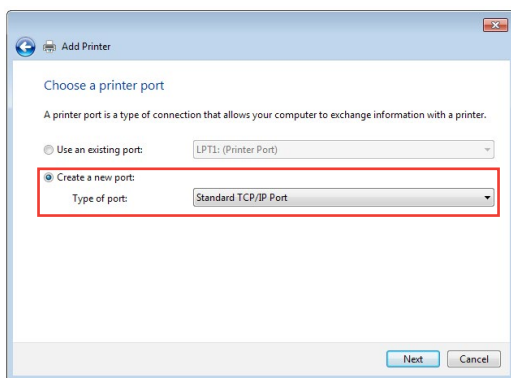 Add Printer
Choose a printer port
A printer port is a type of connection that allows your computer to exchange information with a printer.
Use an existing port: LPT1: (Printer Port)
Create a new port:
Type of port: Standard TCP/IP Port
Next Cancel